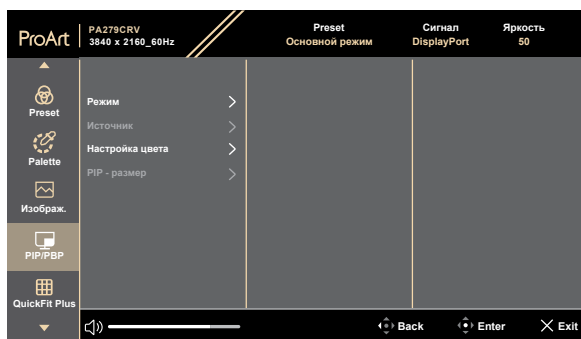 ProArt
PA279CRV
3840 x 2160_60Hz
Preset
Основной режим
Сигнал
DisplayPort
Яркость
50
Preset
Palette
Изображ.
PIP/PBP
QuickFit Plus
Режим
Источник
Настройка цвета
PIP - размер
Back
Enter
Exit